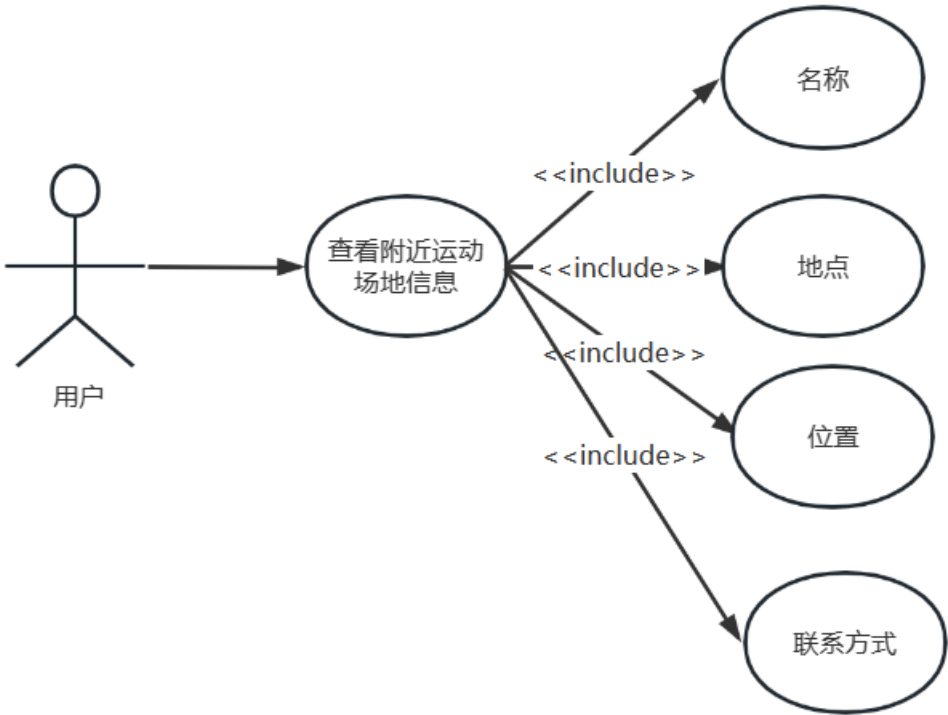 名称
<<include>>
查看附近运动
场地信息
<<include>>
地点
<<include>>
用户
位置
<<include>>
联系方式